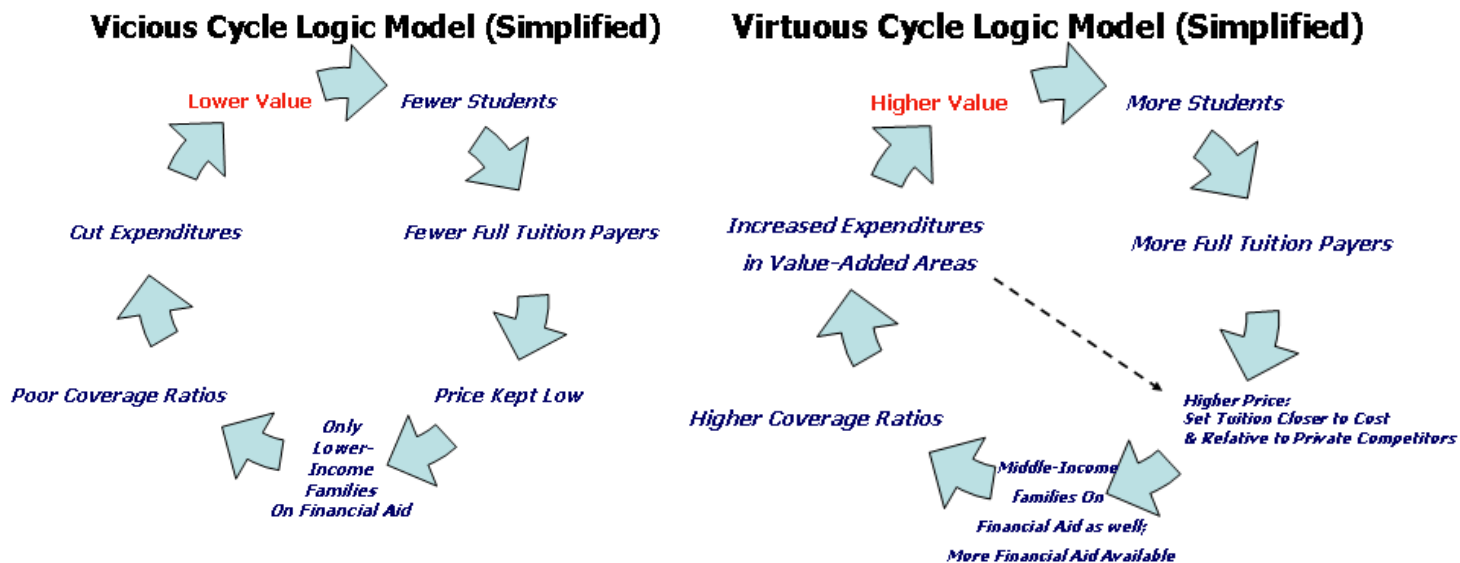 Vicious Cycle Logic Model (Simplified)
Lower Value
Fewer Students
Fewer Full Tuition Payers
Price Kept Low
Only
Lower-
Income
Families
On Financial Aid
Poor Coverage Ratios
Cut Expenditures
Virtuous Cycle Logic Model (Simplified)
Higher Value
More Students
More Full Tuition Payers
Higher Price:
Set Tuition Closer to Cost
& Relative to Private Competitors
Middle-Income
Families On
Financial Aid as well;
More Financial Aid Available
Higher Coverage Ratios
Increased Expenditures
in Value-Added Areas